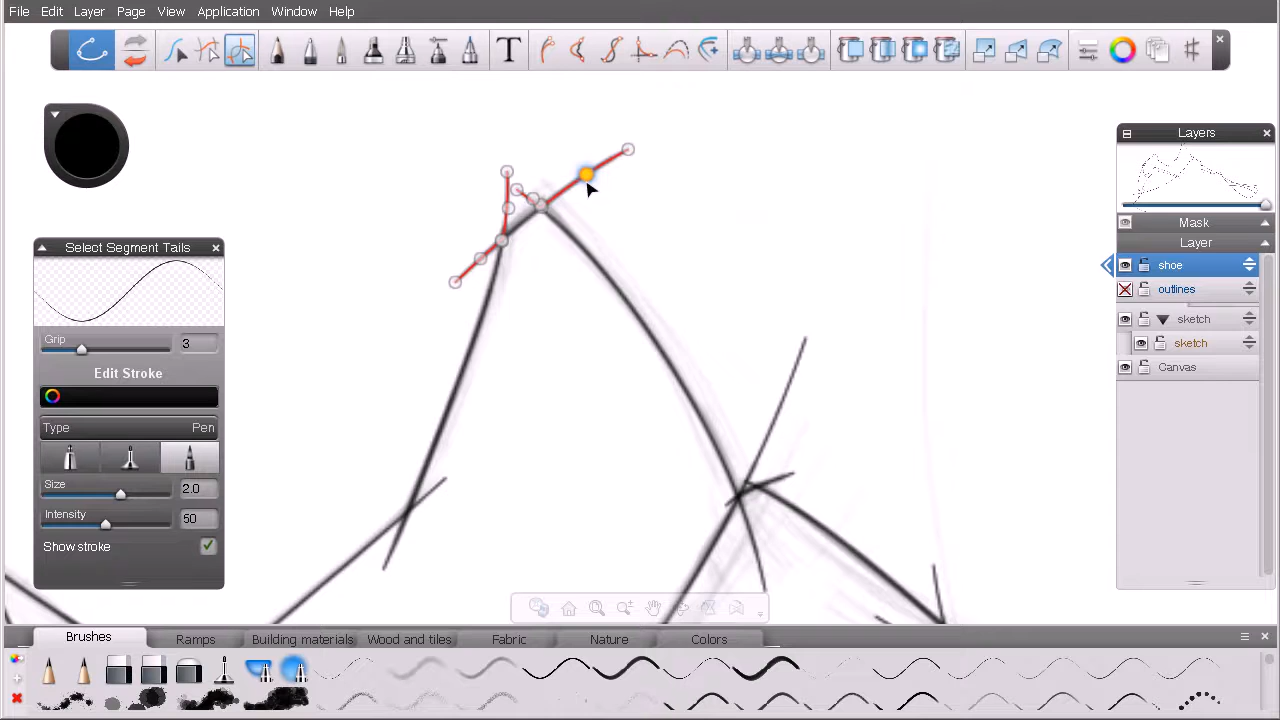 File Edit Layer View Application Window Help
T
Layers
Mask
Layer
shoe
outlines
sketch
sketch
Canvas
Select Segment Tails
Grip 3
Edit Stroke
Type Pen
Size 2.0
Intensity 50
Show stroke
Brushes Ramps Building materials Wood and tiles Fabric Nature Colors